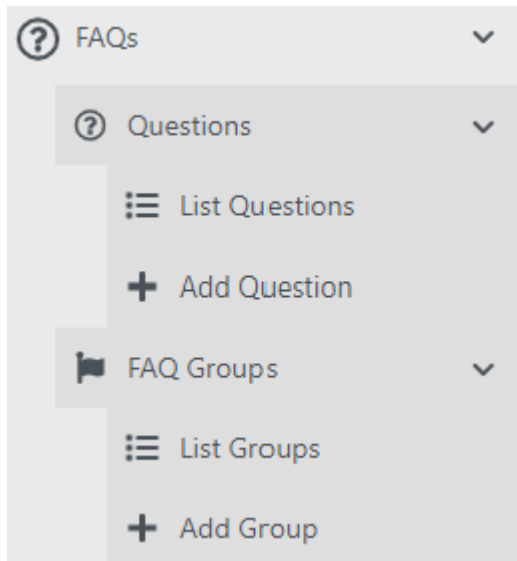 FAQs
Questions
List Questions
Add Question
FAQ Groups
List Groups
Add Group